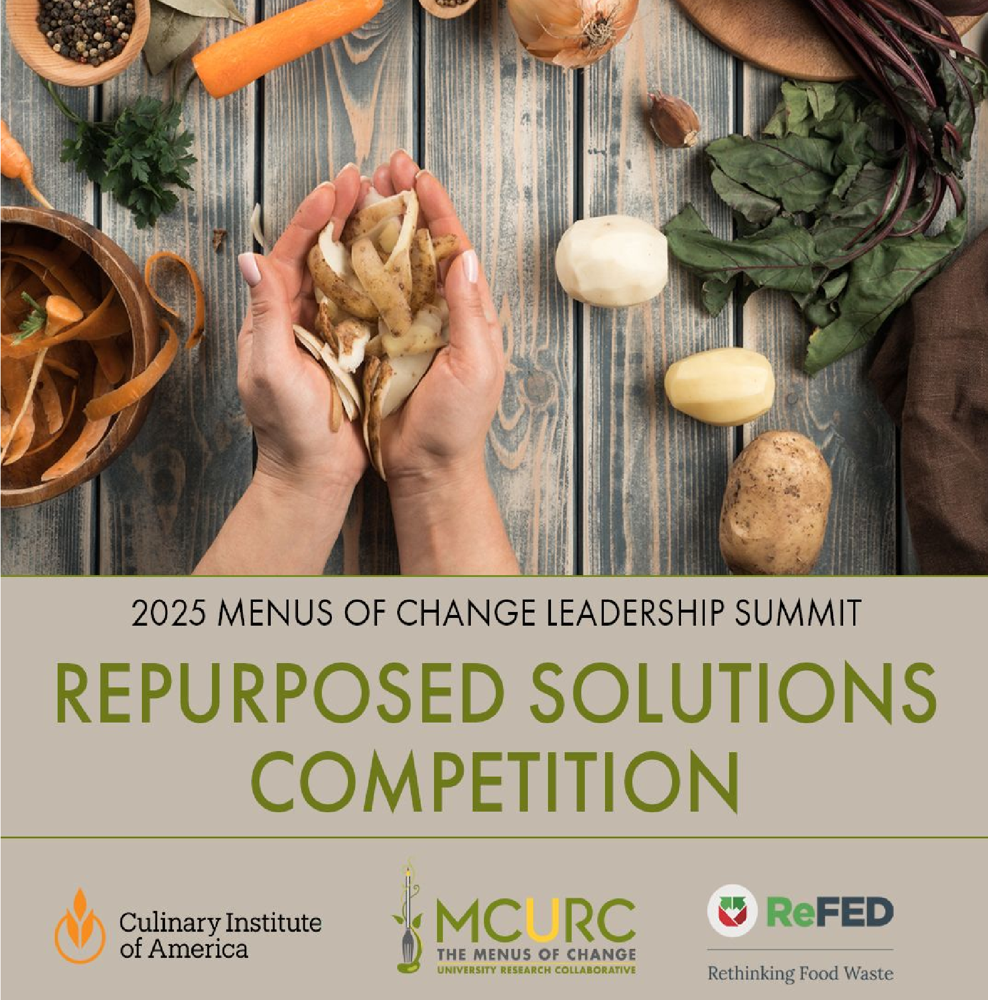 2025 MENUS OF CHANGE LEADERSHIP SUMMIT
REPURPOSED SOLUTIONS
COMPETITION
Culinary Institute
of America
MCURC
THE MENUS OF CHANGE
UNIVERSITY RESEARCH COLLABORATIVE
ReFED
Rethinking Food Waste